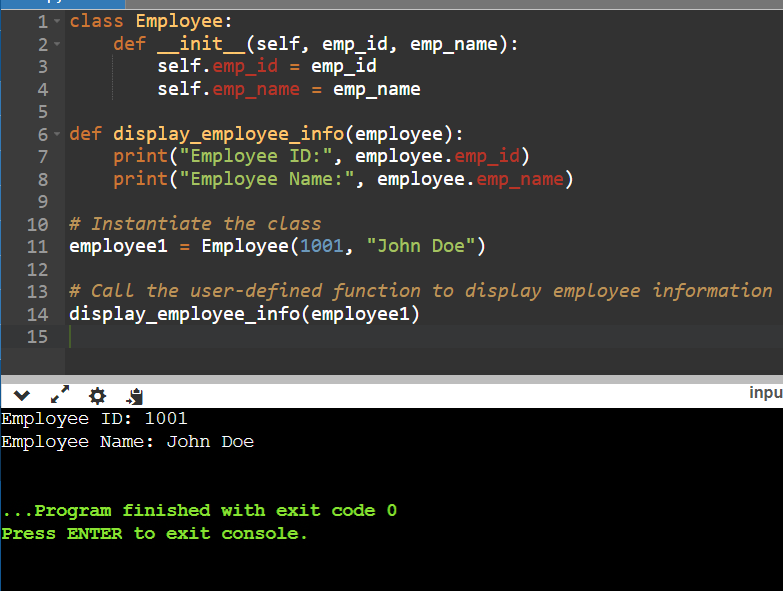 1 class Employee:
2     def __init__(self, emp_id, emp_name):
3         self.emp_id = emp_id
4         self.emp_name = emp_name
5
6 def display_employee_info(employee):
7     print("Employee ID:", employee.emp_id)
8     print("Employee Name:", employee.emp_name)
9
10 # Instantiate the class
11 employee1 = Employee(1001, "John Doe")
12
13 # Call the user-defined function to display employee information
14 display_employee_info(employee1)
15
inpu
Employee ID: 1001
Employee Name: John Doe
...Program finished with exit code 0
Press ENTER to exit console.